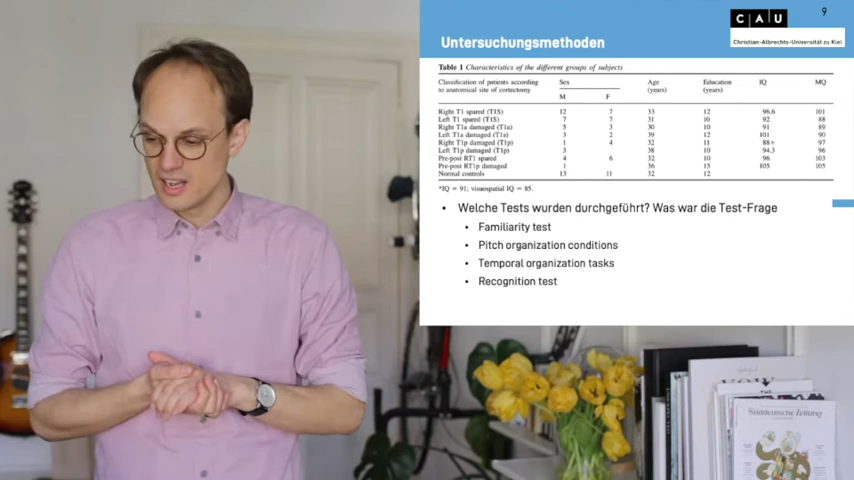 9
CAU
Christian-Albrechts-Universität zu Kiel
Untersuchungsmethoden
Table 1 Characteristics of the different groups of subjects
Classification of patients according to anatomical site of cortectomy Sex Age (years) Education (years) IQ MQ
M F
Right T1 spared (T1S) 12 7 33 12 96.6 101
Left T1 spared (T1S) 7 7 31 10 92 88
Right T1a damaged (T1a) 5 3 30 10 91 89
Left T1a damaged (T1a) 3 2 39 12 101 90
Right T1p damaged (T1p) 1 4 32 11 88+ 97
Left T1p damaged (T1p) 3 38 10 94.3 96
Pre-post RT1 spared 4 6 32 10 96 103
Pre-post RT1p damaged 1 36 15 105 105
Normal controls 13 11 32 12
*IQ = 91; visuospatial IQ = 85.
• Welche Tests wurden durchgeführt? Was war die Test-Frage
• Familiarity test
• Pitch organization conditions
• Temporal organization tasks
• Recognition test
Süddeutsche Zeitung